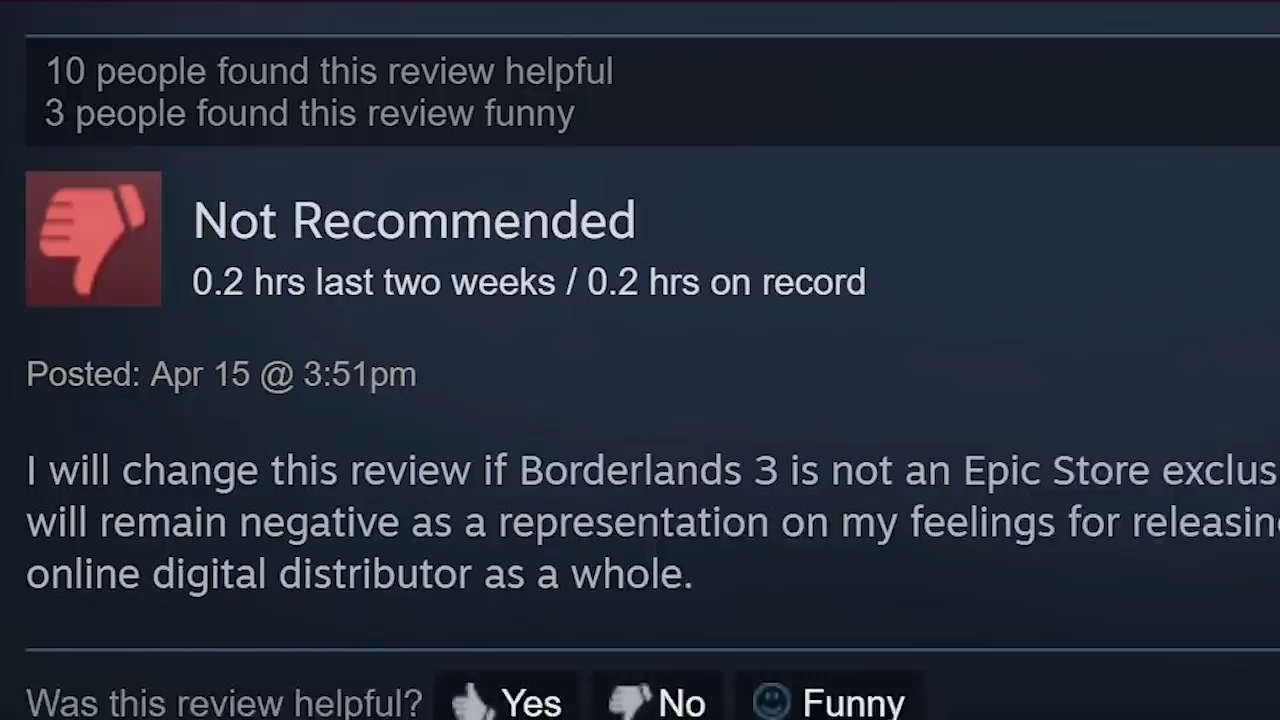 10 people found this review helpful
3 people found this review funny
Not Recommended
0.2 hrs last two weeks / 0.2 hrs on record
Posted: Apr 15 @ 3:51pm
I will change this review if Borderlands 3 is not an Epic Store exclus
will remain negative as a representation on my feelings for releasing
online digital distributor as a whole.
Was this review helpful? Yes No Funny